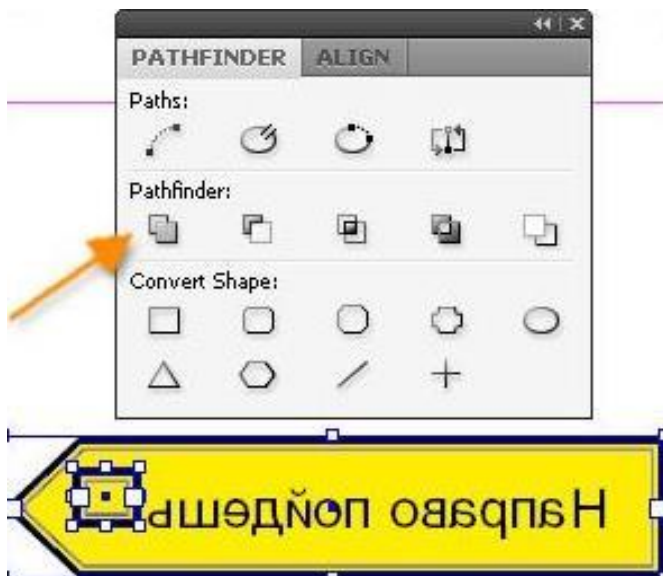 PATHFINDER ALIGN
Paths:
Pathfinder:
Convert Shape:
Направо пойдешь